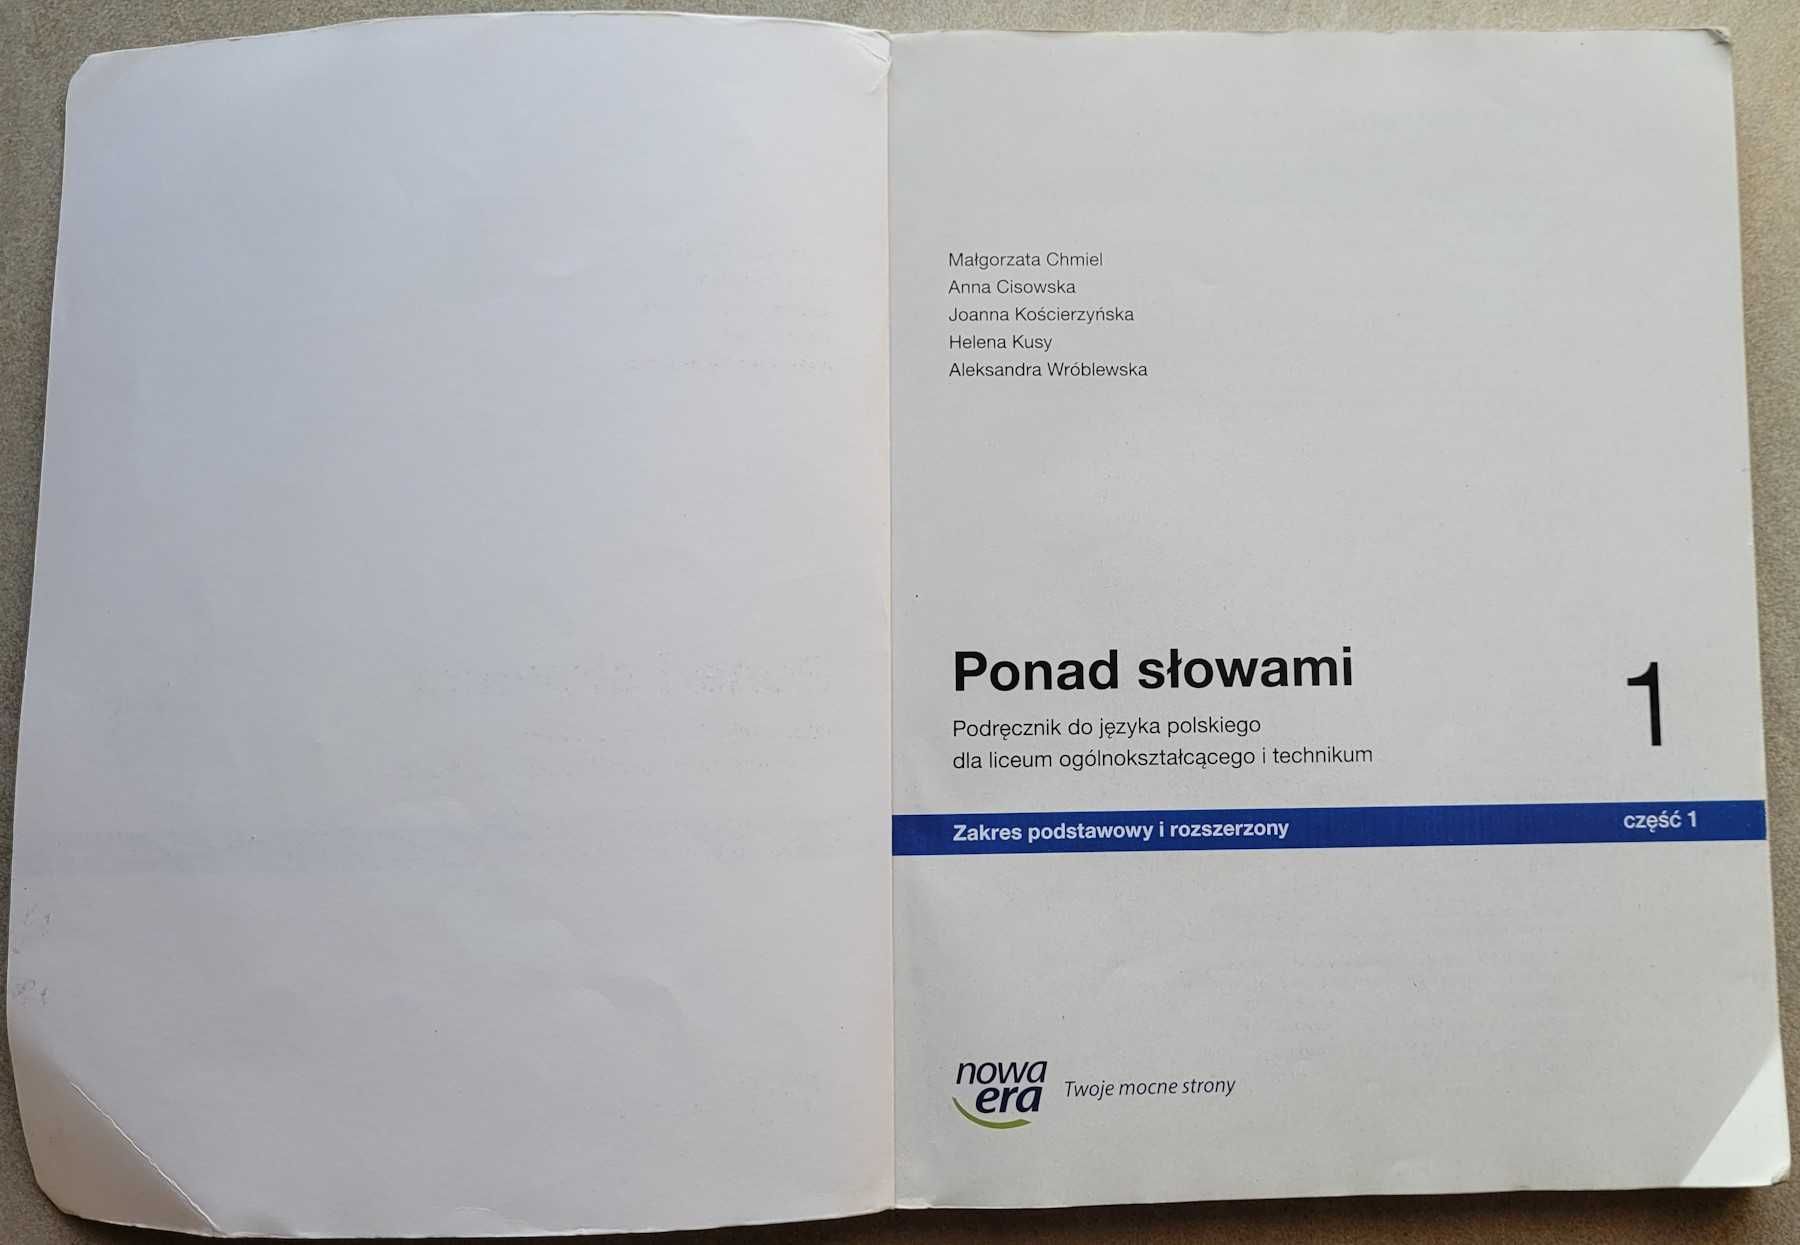 Małgorzata Chmiel
Anna Cisowska
Joanna Kościerzyńska
Helena Kusy
Aleksandra Wróblewska
Ponad słowami
1
Podręcznik do języka polskiego
dla liceum ogólnokształcącego i technikum
Zakres podstawowy i rozszerzony
część 1
nowa
era
Twoje mocne strony